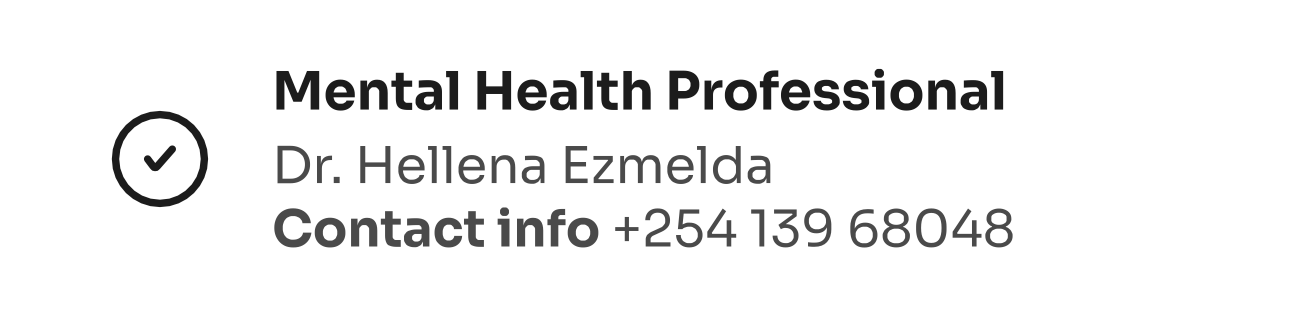 Mental Health Professional
Dr. Hellena Ezmelda
Contact info +254 139 68048